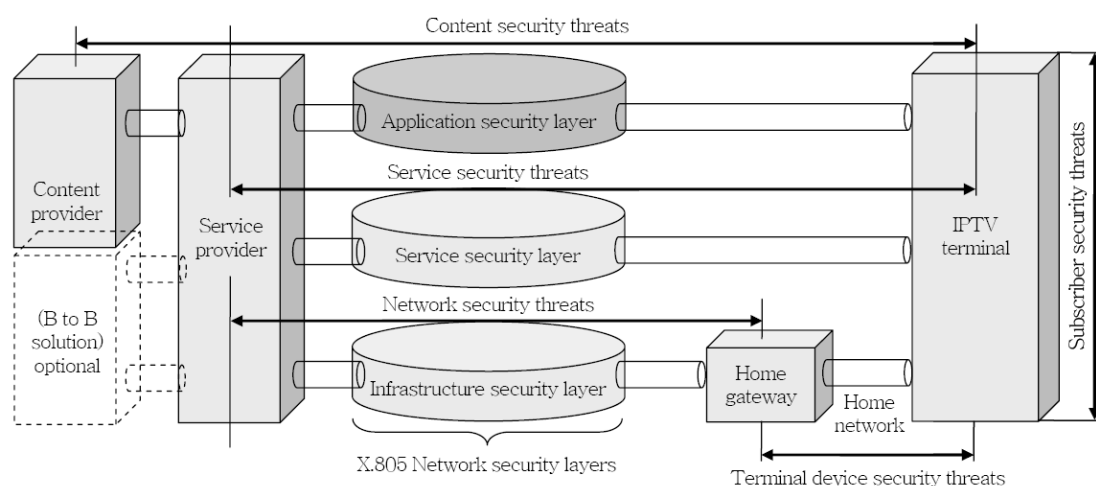 Content security threats
Application security layer
Service security threats
Content
provider
Service
provider
IPTV
terminal
Subscriber security threats
Service security layer
Network security threats
(B to B
solution)
optional
Infrastructure security layer
Home
gateway
Home
network
X.805 Network security layers
Terminal device security threats